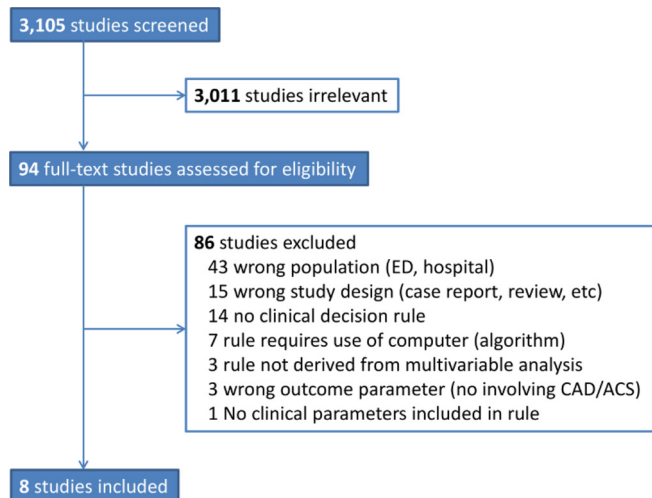 3,105 studies screened
3,011 studies irrelevant
94 full-text studies assessed for eligibility
86 studies excluded
43 wrong population (ED, hospital)
15 wrong study design (case report, review, etc)
14 no clinical decision rule
7 rule requires use of computer (algorithm)
3 rule not derived from multivariable analysis
3 wrong outcome parameter (no involving CAD/ACS)
1 No clinical parameters included in rule
8 studies included